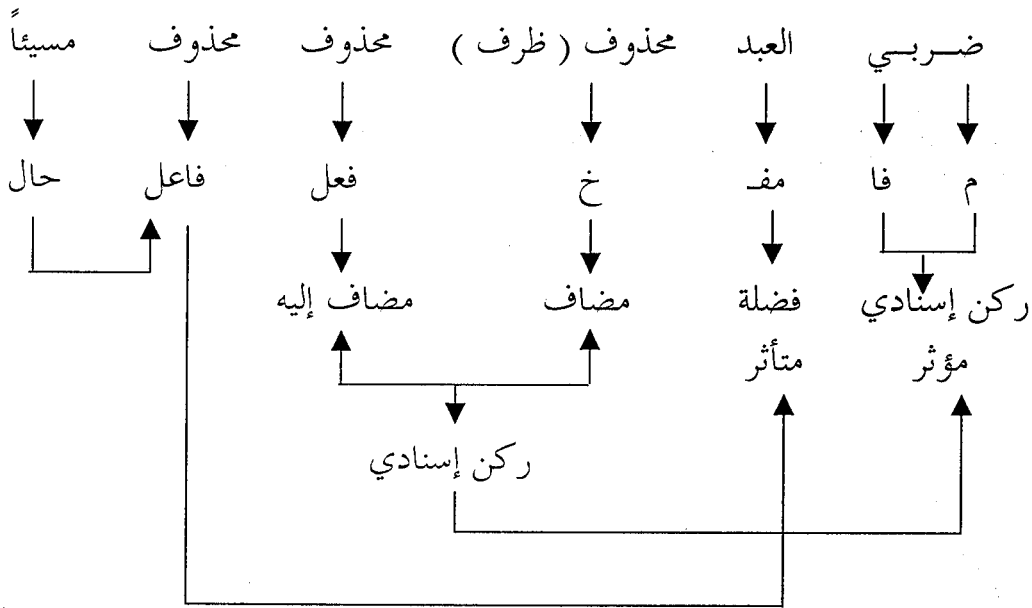 ضــربــي العبد محذوف ( ظرف ) محذوف محذوف مسيئاً
م فا مفـ خ فعل فاعل حال
ركن إسنادي فضلة مضاف مضاف إليه
مؤثر متأثر
ركن إسنادي